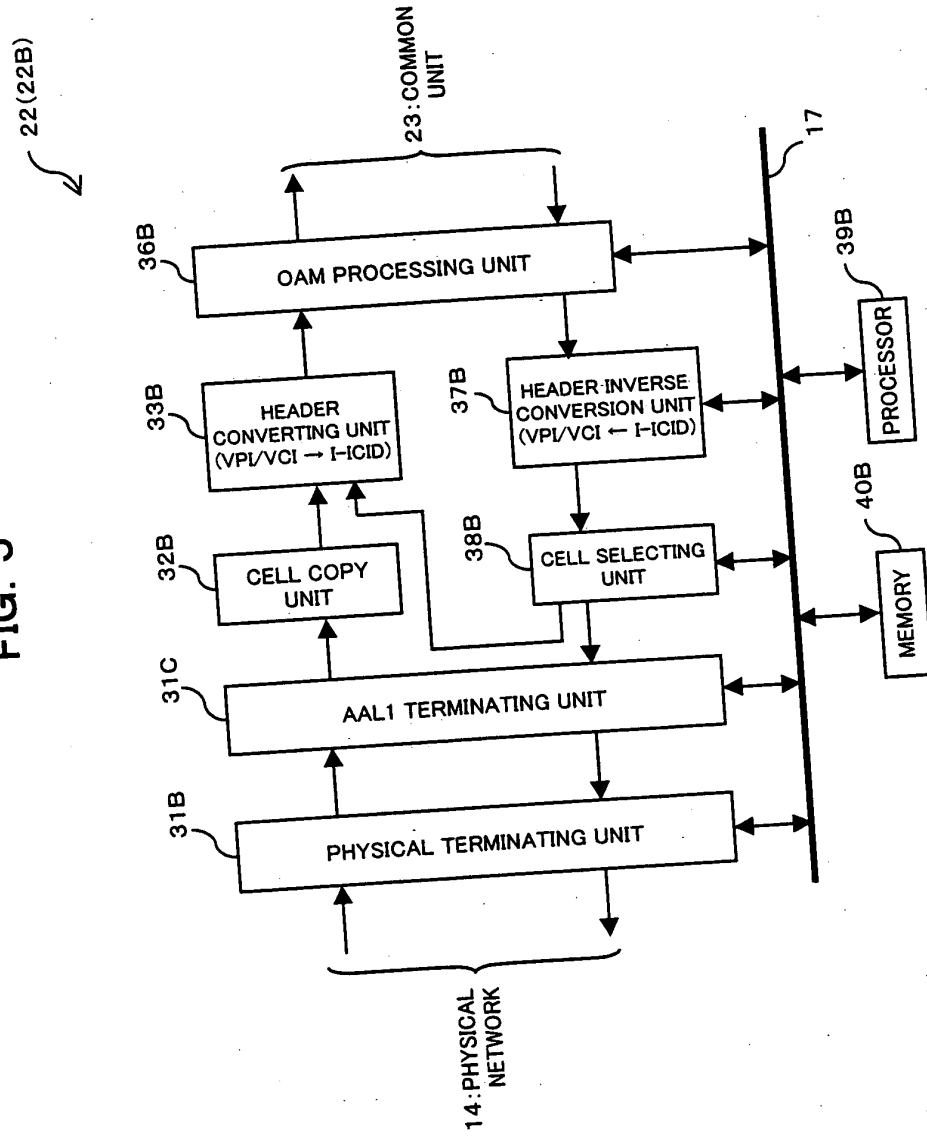 FIG.
22(22B)
14:PHYSICAL
NETWORK
31B
PHYSICAL TERMINATING UNIT
31C
AAL1 TERMINATING UNIT
32B
CELL COPY
UNIT
33B
HEADER
CONVERTING UNIT
(VPI/VCI → I-ICID)
36B
OAM PROCESSING UNIT
23:COMMON
UNIT
38B
CELL SELECTING
UNIT
37B
HEADER INVERSE
CONVERSION UNIT
(VPI/VCI ← I-ICID)
17
MEMORY
40B
PROCESSOR
39B